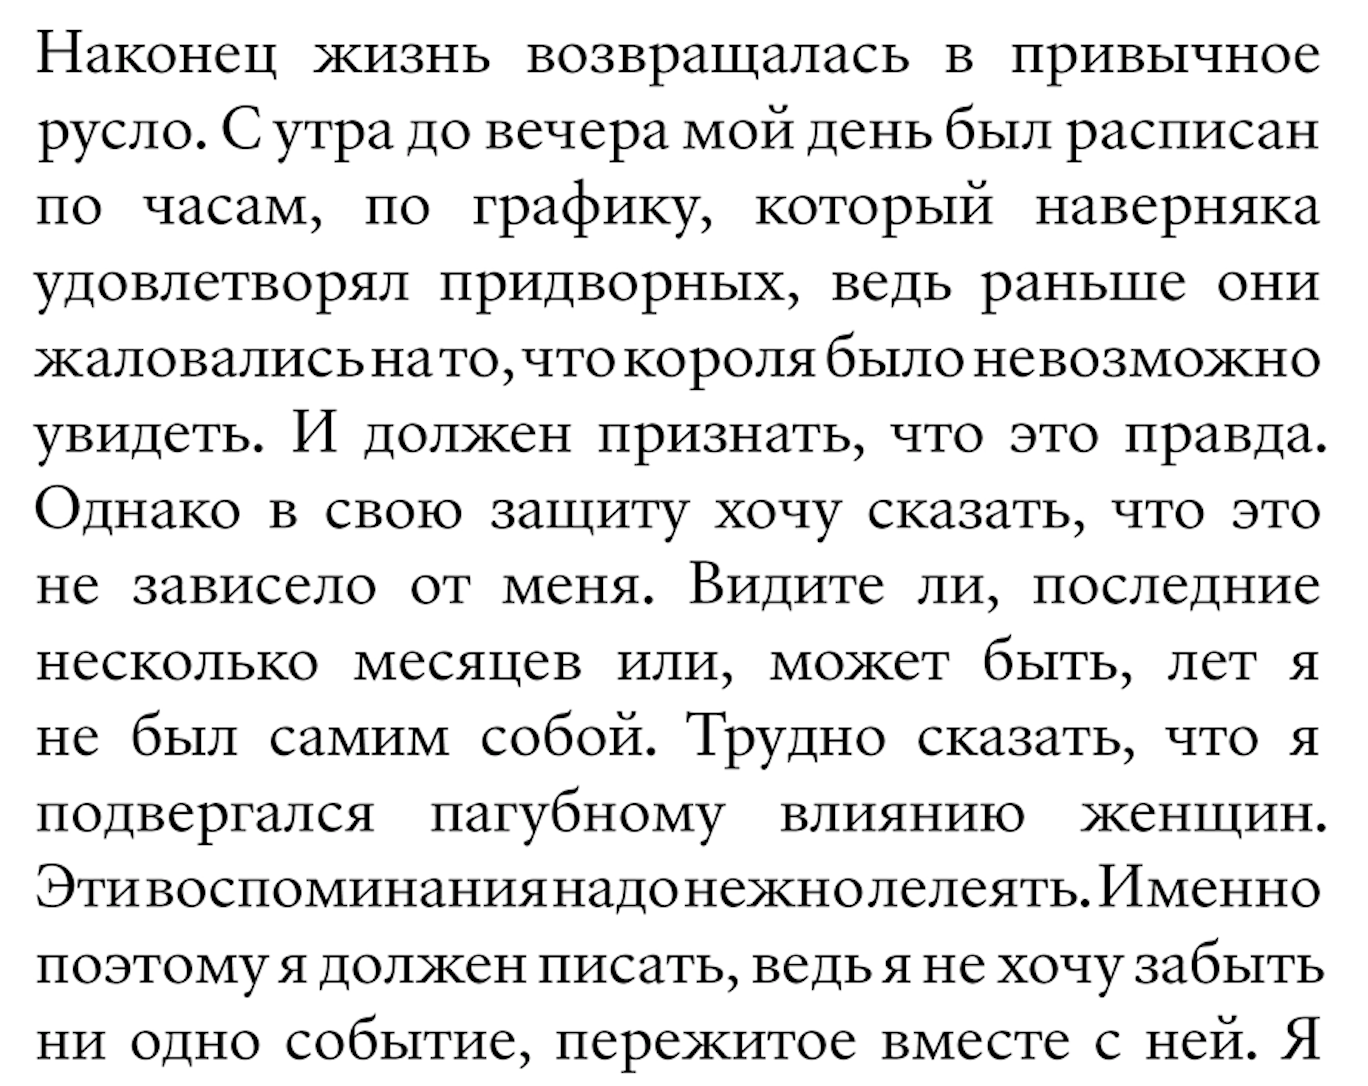 Наконец жизнь возвращалась в привычное
русло. С утра до вечера мой день был расписан
по часам, по графику, который наверняка
удовлетворял придворных, ведь раньше они
жаловались на то, что короля было невозможно
увидеть. И должен признать, что это правда.
Однако в свою защиту хочу сказать, что это
не зависело от меня. Видите ли, последние
несколько месяцев или, может быть, лет я
не был самим собой. Трудно сказать, что я
подвергался пагубному влиянию женщин.
Эти воспоминания надо нежно лелеять. Именно
поэтому я должен писать, ведь я не хочу забыть
ни одно событие, пережитое вместе с ней. Я